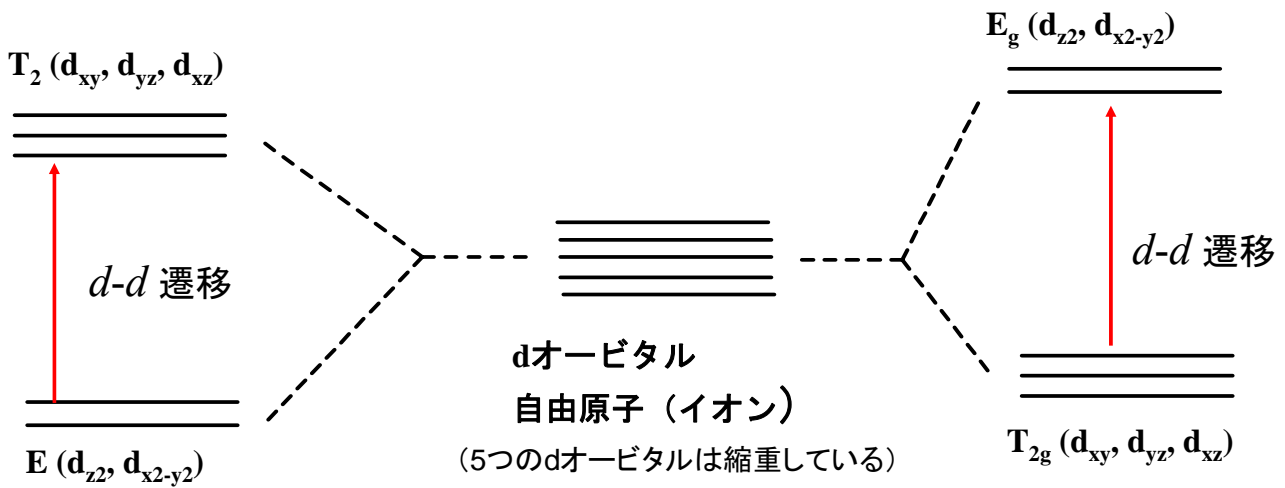 E_g (d_z2, d_x2-y2)
T_2 (d_xy, d_yz, d_xz)
d-d 遷移
d-d 遷移
dオービタル
自由原子（イオン）
（5つのdオービタルは縮重している）
E (d_z2, d_x2-y2)
T_2g (d_xy, d_yz, d_xz)